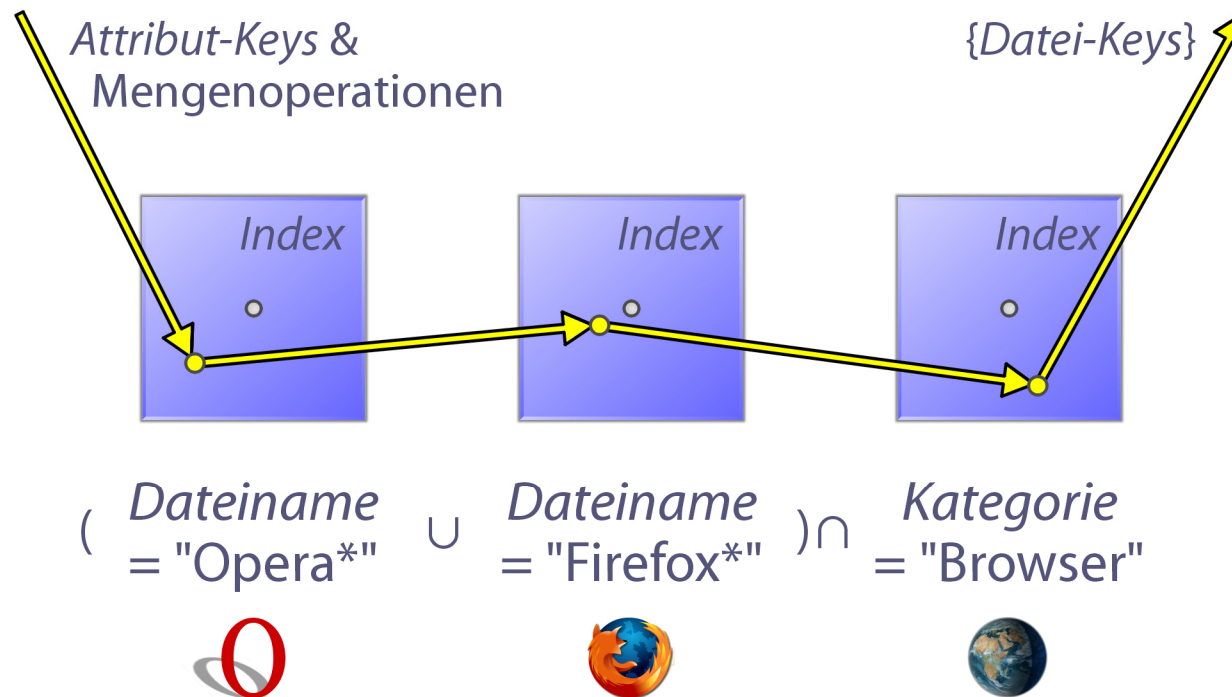 Attribut-Keys &
Mengenoperationen
{Datei-Keys}
Index
Index
Index
( Dateiname ∪ Dateiname )∩ Kategorie
= "Opera*" = "Firefox*" = "Browser"